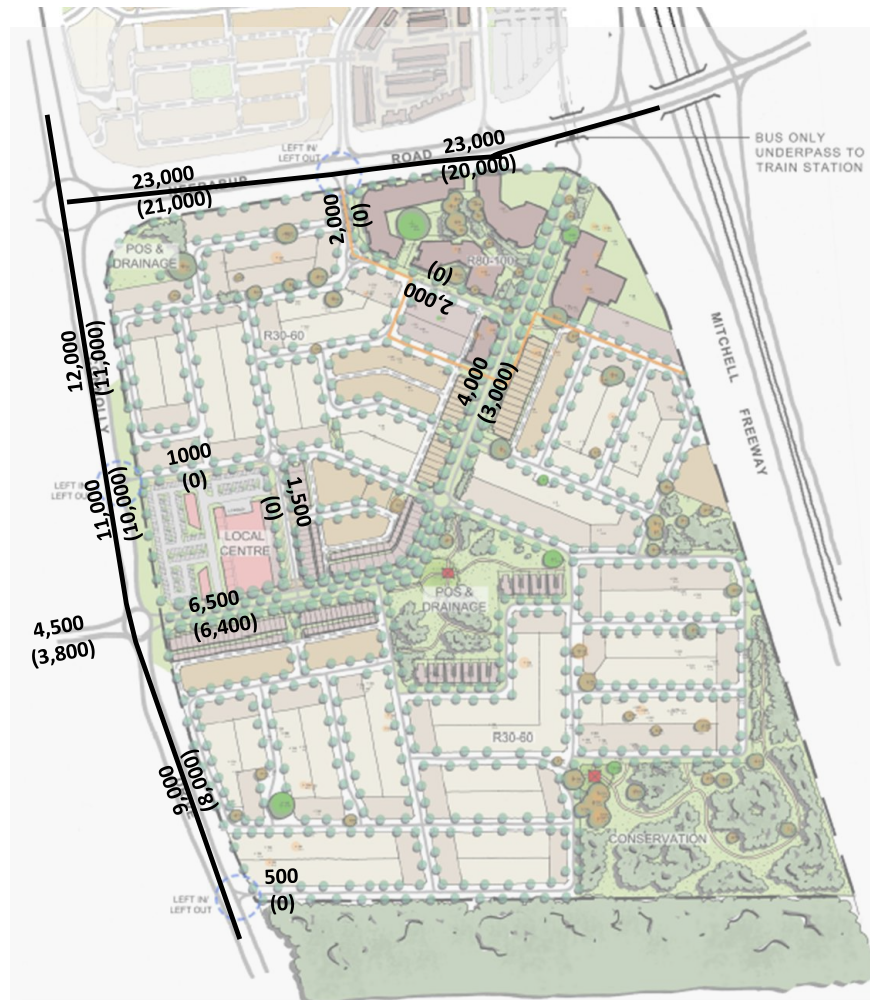 LEFT IN/
LEFT OUT
ROAD
23,000
(20,000)
BUS ONLY
UNDERPASS TO
TRAIN STATION
23,000
(21,000)
2,000
(0)
POS &
DRAINAGE
R80-100
(0)
2,000
R30-60
12,000
(11,000)
4,000
(3,000)
MITCHELL
FREEWAY
1000
(0)
LEFT IN/
LEFT OUT
11,000
(10,000)
1,500
(0)
LOCAL
CENTRE
6,500
(6,400)
POS &
DRAINAGE
4,500
(3,800)
R30-60
9,000
(8,000)
CONSERVATION
500
(0)
LEFT IN/
LEFT OUT